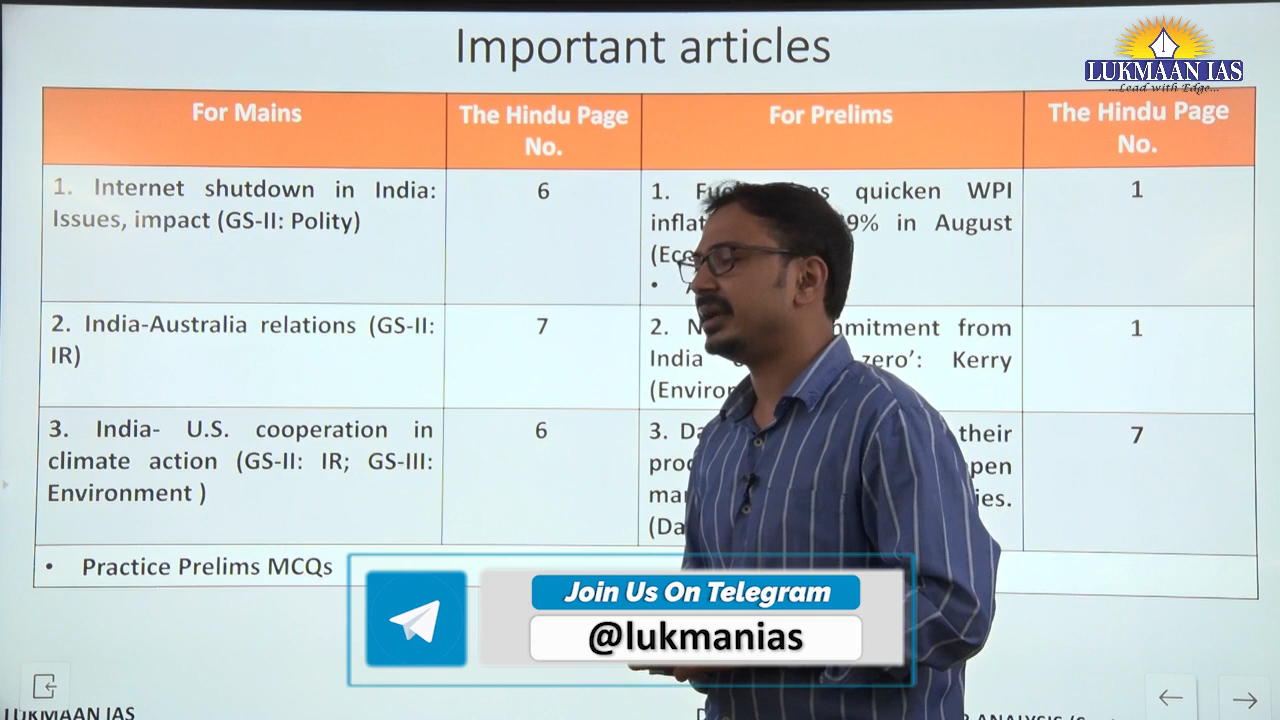 Important articles
LUKMAAN IAS
...Lead with Edge...
For Mains
The Hindu Page
No.
For Prelims
The Hindu Page
No.
1. Internet shutdown in India:
Issues, impact (GS-II: Polity)
6
1. quicken WPI
9% in August
1
2. India-Australia relations (GS-II:
IR)
7
2. from
India zero’: Kerry
1
3. India- U.S. cooperation in
climate action (GS-II: IR; GS-III:
Environment )
6
3. their
7
• Practice Prelims MCQs
Join Us On Telegram
@lukmanias
LUKMAAN IAS
ANALYSIS